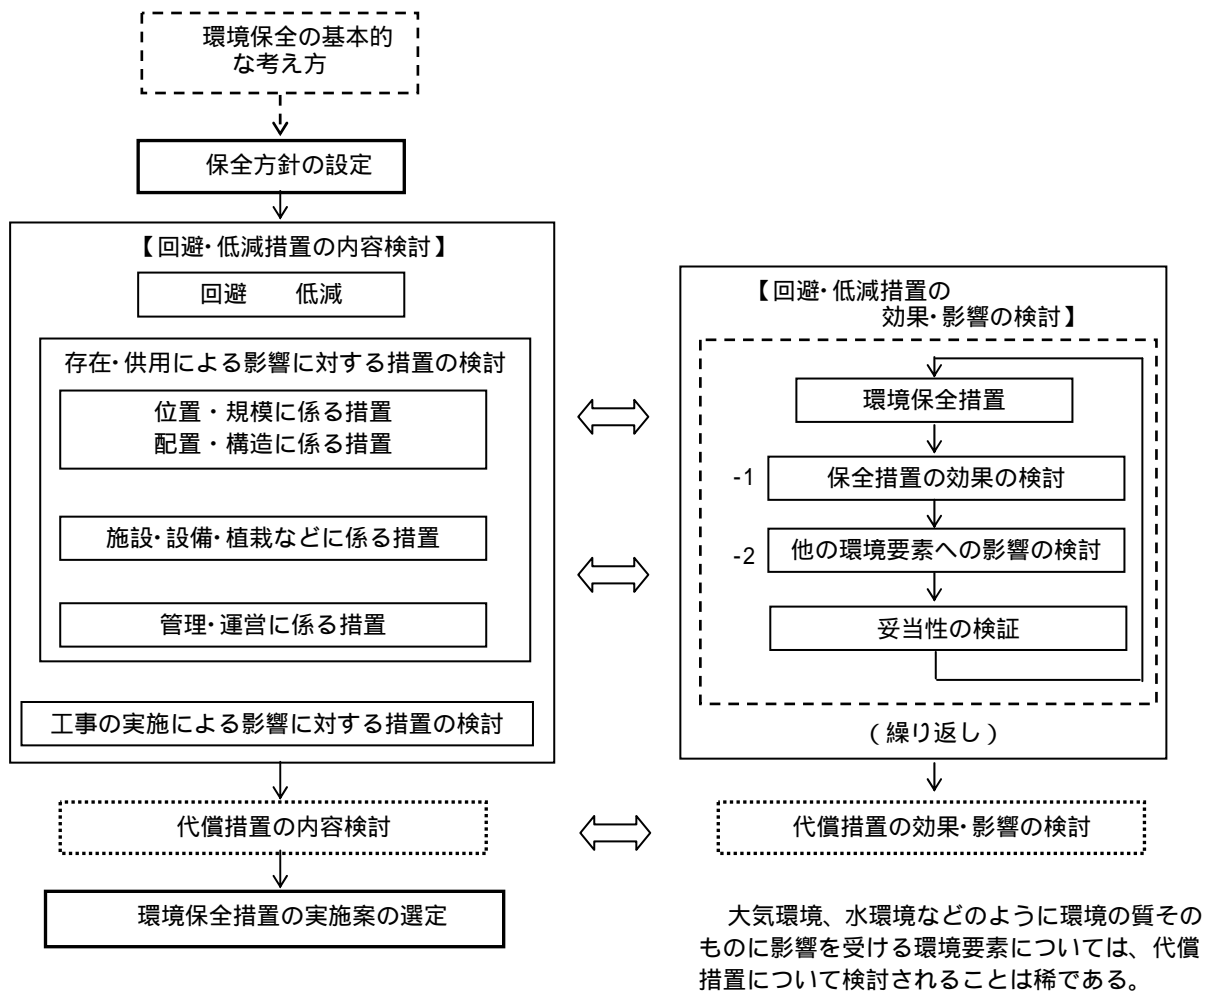 環境保全の基本的
な考え方
保全方針の設定
【回避・低減措置の内容検討】
回避　　低減
存在・供用による影響に対する措置の検討
位置・規模に係る措置
配置・構造に係る措置
施設・設備・植栽などに係る措置
管理・運営に係る措置
工事の実施による影響に対する措置の検討
代償措置の内容検討
環境保全措置の実施案の選定
【回避・低減措置の
効果・影響の検討】
環境保全措置
-1　保全措置の効果の検討
-2　他の環境要素への影響の検討
妥当性の検証
（繰り返し）
代償措置の効果・影響の検討
大気環境、水環境などのように環境の質その
ものに影響を受ける環境要素については、代償
措置について検討されることは稀である。